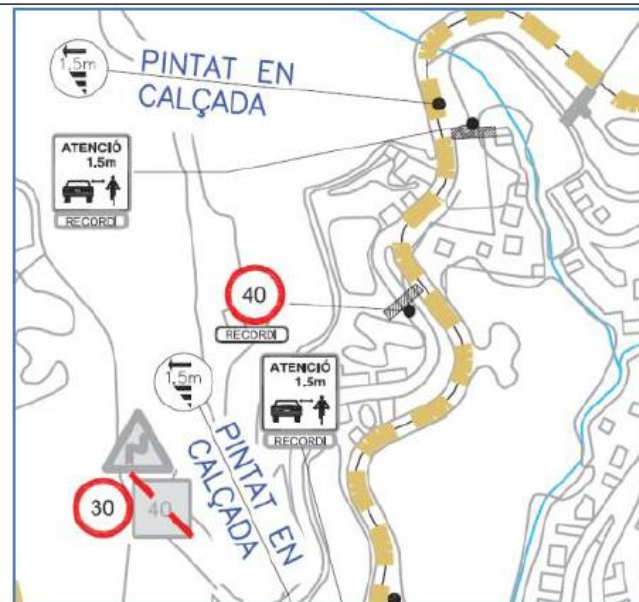 1.5m
PINTAT EN
CALÇADA
ATENCIÓ
1.5m
RECORDI
40
RECORDI
1.5m
ATENCIÓ
1.5m
RECORDI
PINTAT EN
CALÇADA
30
40